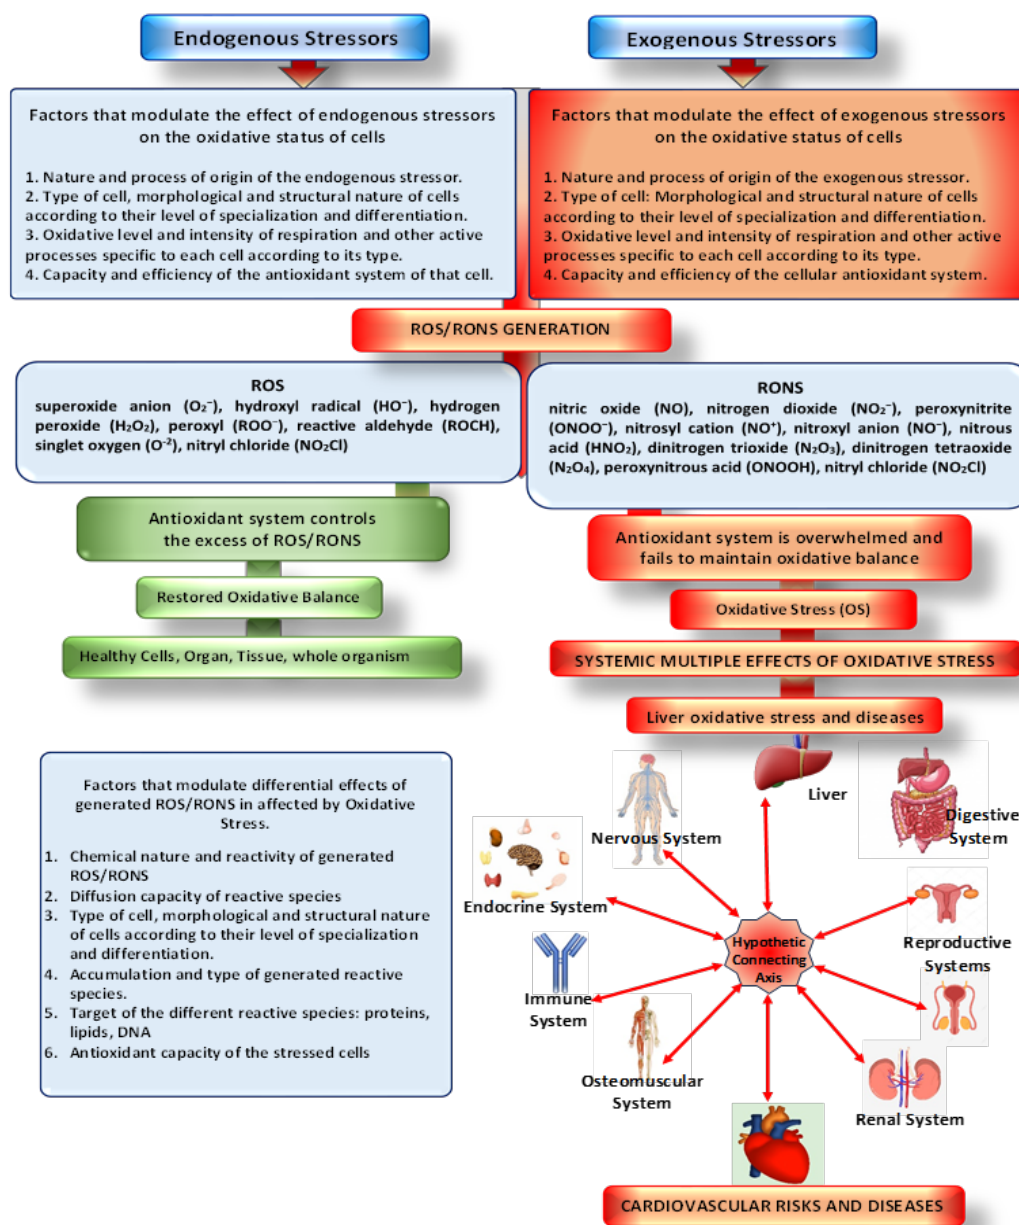 Endogenous Stressors
Exogenous Stressors
Factors that modulate the effect of endogenous stressors
on the oxidative status of cells
1. Nature and process of origin of the endogenous stressor.
2. Type of cell, morphological and structural nature of cells
according to their level of specialization and differentiation.
3. Oxidative level and intensity of respiration and other active
processes specific to each cell according to its type.
4. Capacity and efficiency of the antioxidant system of that cell.
Factors that modulate the effect of exogenous stressors
on the oxidative status of cells
1. Nature and process of origin of the exogenous stressor.
2. Type of cell: Morphological and structural nature of cells
according to their level of specialization and differentiation.
3. Oxidative level and intensity of respiration and other active
processes specific to each cell according to its type.
4. Capacity and efficiency of the cellular antioxidant system.
ROS/RONS GENERATION
ROS
superoxide anion (O₂⁻), hydroxyl radical (HO⁻), hydrogen
peroxide (H₂O₂), peroxyl (ROO⁻), reactive aldehyde (ROCH),
singlet oxygen (O⁻²), nitryl chloride (NO₂Cl)
RONS
nitric oxide (NO), nitrogen dioxide (NO₂⁻), peroxynitrite
(ONOO⁻), nitrosyl cation (NO⁺), nitroxyl anion (NO⁻), nitrous
acid (HNO₂), dinitrogen trioxide (N₂O₃), dinitrogen tetraoxide
(N₂O₄), peroxynitrous acid (ONOOH), nitryl chloride (NO₂Cl)
Antioxidant system controls
the excess of ROS/RONS
Restored Oxidative Balance
Healthy Cells, Organ, Tissue, whole organism
Antioxidant system is overwhelmed and
fails to maintain oxidative balance
Oxidative Stress (OS)
SYSTEMIC MULTIPLE EFFECTS OF OXIDATIVE STRESS
Liver oxidative stress and diseases
Factors that modulate differential effects of
generated ROS/RONS in affected by Oxidative
Stress.
1. Chemical nature and reactivity of generated
ROS/RONS
2. Diffusion capacity of reactive species
3. Type of cell, morphological and structural nature
of cells according to their level of specialization
and differentiation.
4. Accumulation and type of generated reactive
species.
5. Target of the different reactive species: proteins,
lipids, DNA
6. Antioxidant capacity of the stressed cells
Liver
Digestive
System
Nervous System
Endocrine System
Hypothetic
Connecting
Axis
Reproductive
Systems
Immune
System
Osteomuscular
System
Renal System
CARDIOVASCULAR RISKS AND DISEASES